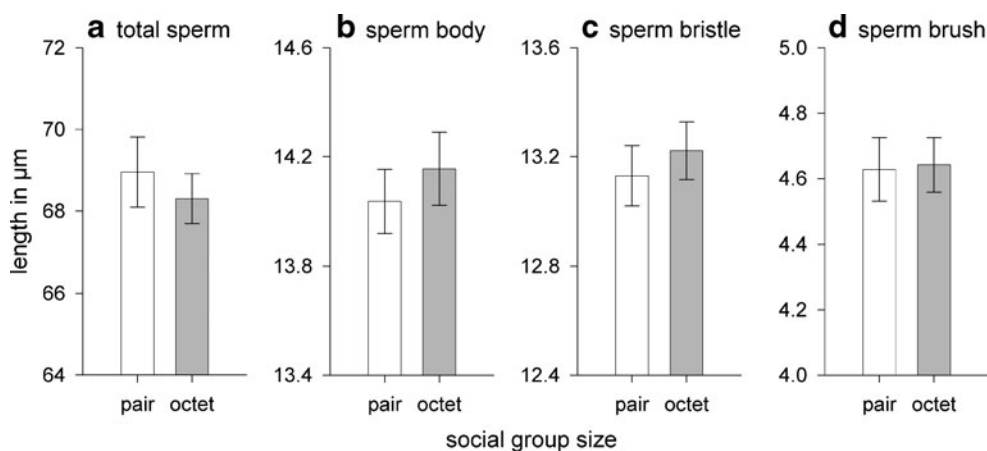 a total sperm
b sperm body
c sperm bristle
d sperm brush
length in μm
72
70
68
66
64
pair octet
14.6
14.2
13.8
13.4
pair octet
13.6
13.2
12.8
12.4
pair octet
5.0
4.8
4.6
4.4
4.2
4.0
pair octet
social group size